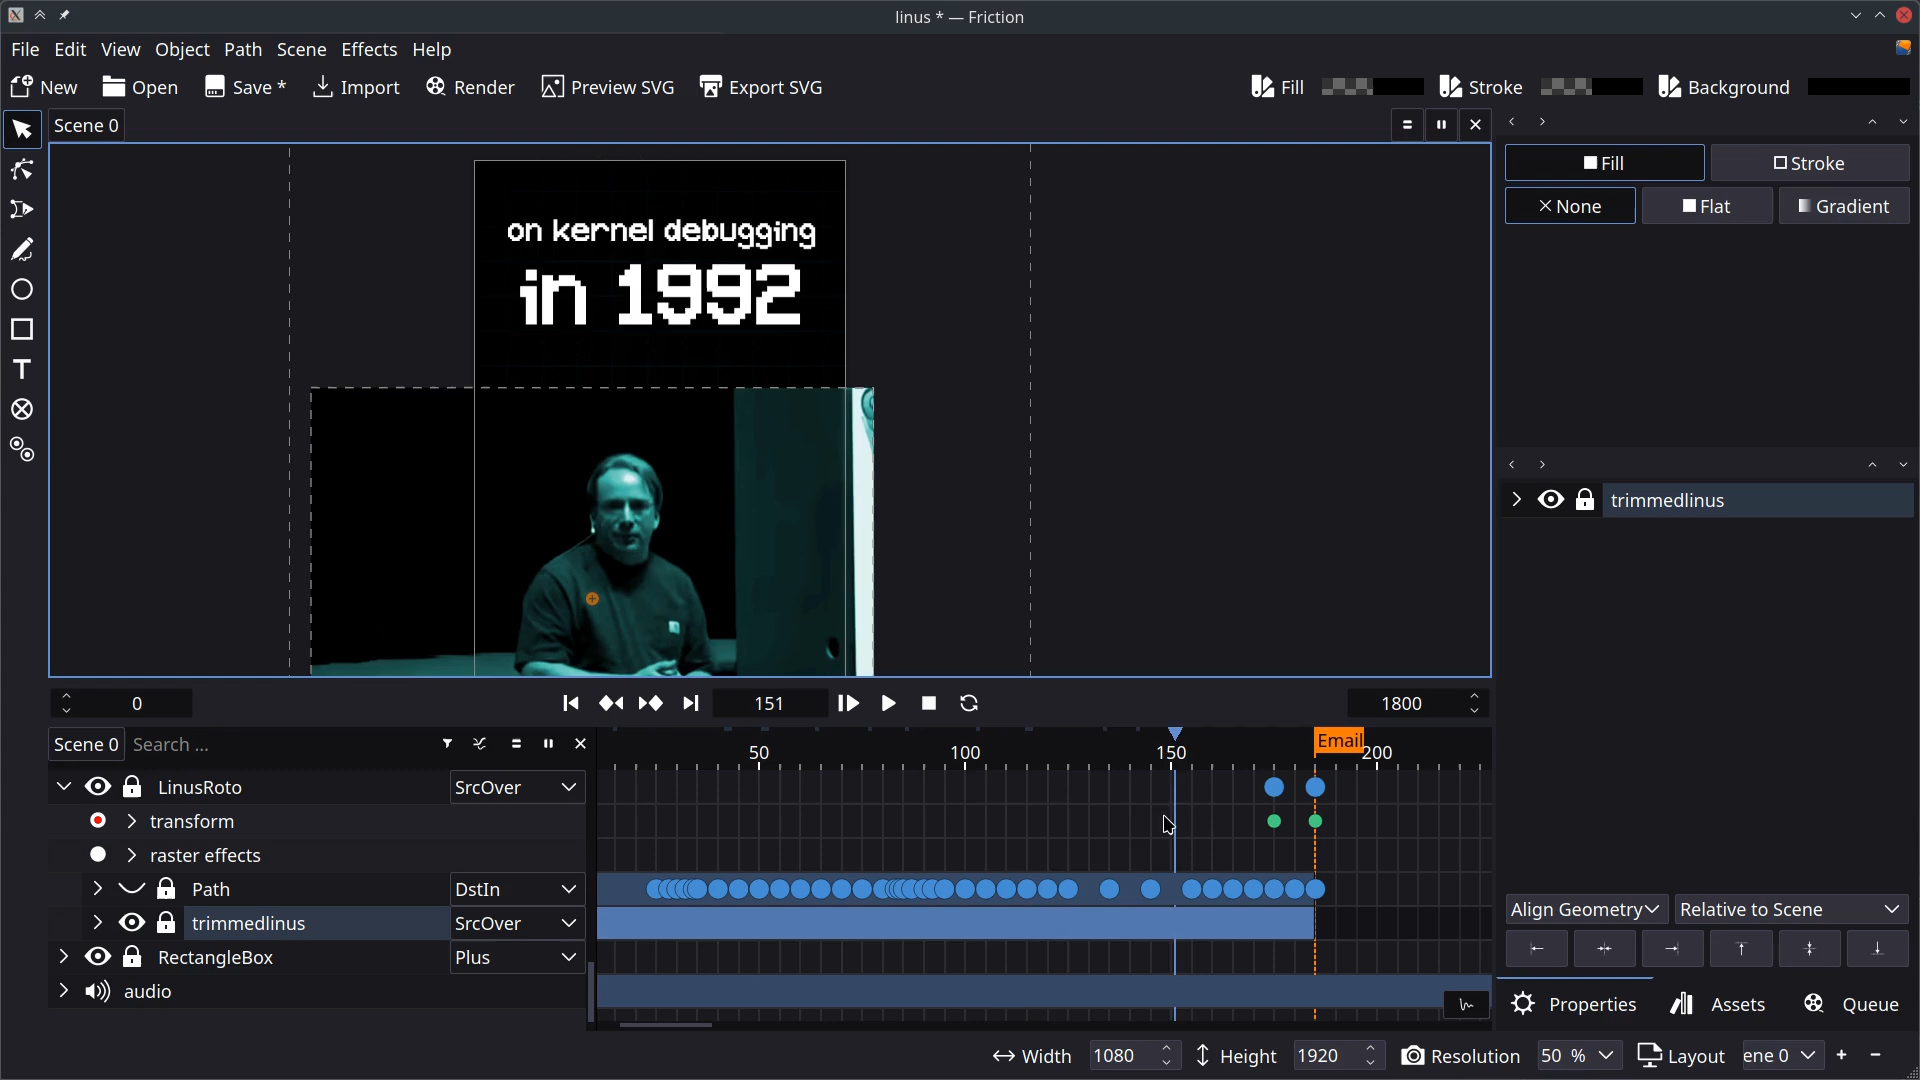 linus * — Friction
File Edit View Object Path Scene Effects Help
New Open Save * Import Render Preview SVG Export SVG Fill Stroke Background
Scene 0
Fill Stroke
None Flat Gradient
on kernel debugging
in 1992
trimmedlinus
0 151 1800
Scene 0 Search ...
50 100 150 Email 200
LinusRoto SrcOver
transform
raster effects
Path DstIn
trimmedlinus SrcOver
RectangleBox Plus
audio
Align Geometry Relative to Scene
Properties Assets Queue
Width 1080 Height 1920 Resolution 50 % Layout ene 0